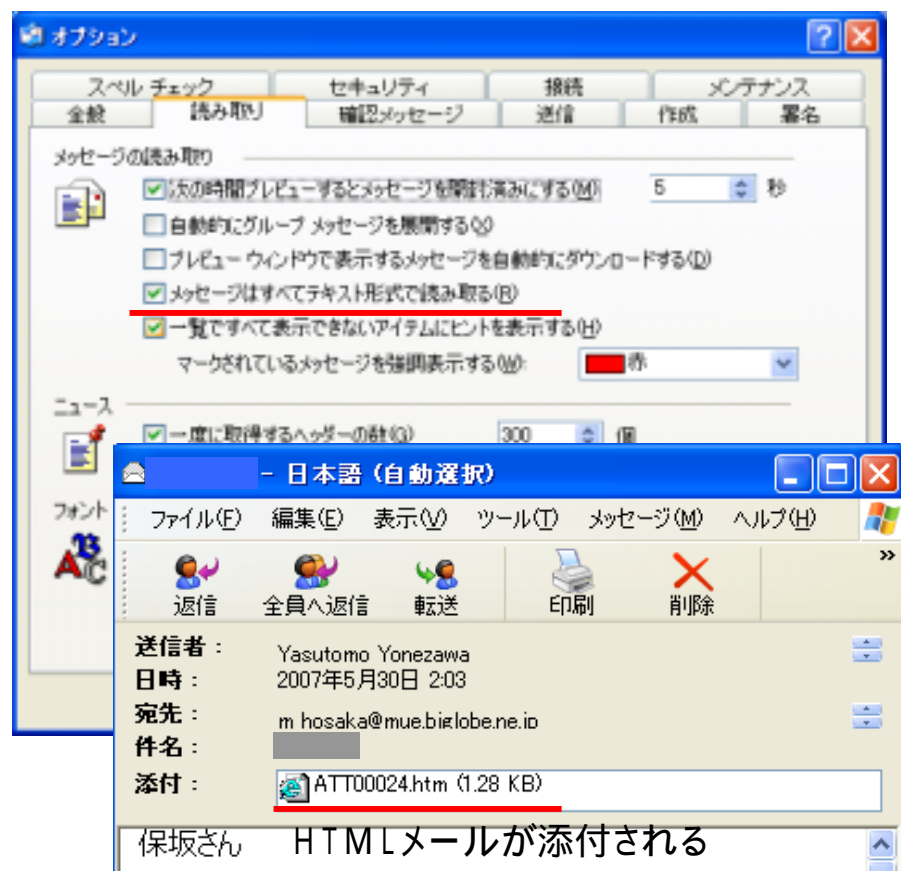 オプション
スペル チェック セキュリティ 接続 メンテナンス
全般 読み取り 確認メッセージ 送信 作成 署名
メッセージの読み取り
次の時間プレビューするとメッセージを開封済みにする(M) 5 秒
自動的にグループ メッセージを展開する(X)
プレビュー ウィンドウで表示するメッセージを自動的にダウンロードする(D)
メッセージはすべてテキスト形式で読み取る(R)
一覧ですべて表示できないアイテムにヒントを表示する(H)
マークされているメッセージを強調表示する(W): 赤
ニュース
一度に取得するヘッダーの数(G) 300 個
フォント
- 日本語 (自動選択)
ファイル(F) 編集(E) 表示(V) ツール(T) メッセージ(M) ヘルプ(H)
返信 全員へ返信 転送 印刷 削除
送信者: Yasutomo Yonezawa
日時: 2007年5月30日 2:03
宛先: m hosaka@mue.biglobe.ne.jp
件名:
添付: ATT00024.htm (1.28 KB)
保坂さん HTMLメールが添付される